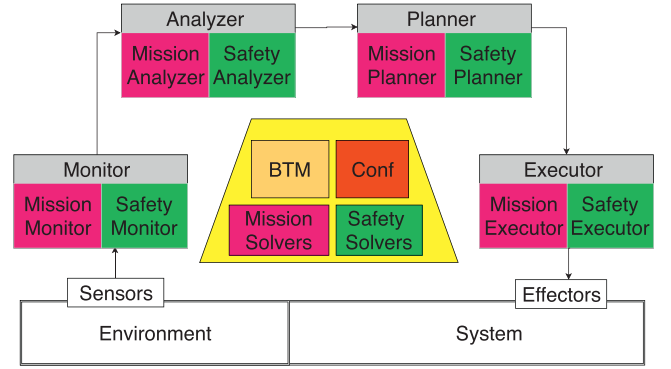 Analyzer
Mission
Analyzer
Safety
Analyzer
Planner
Mission
Planner
Safety
Planner
Monitor
Mission
Monitor
Safety
Monitor
BTM
Conf
Mission
Solvers
Safety
Solvers
Executor
Mission
Executor
Safety
Executor
Sensors
Effectors
Environment
System